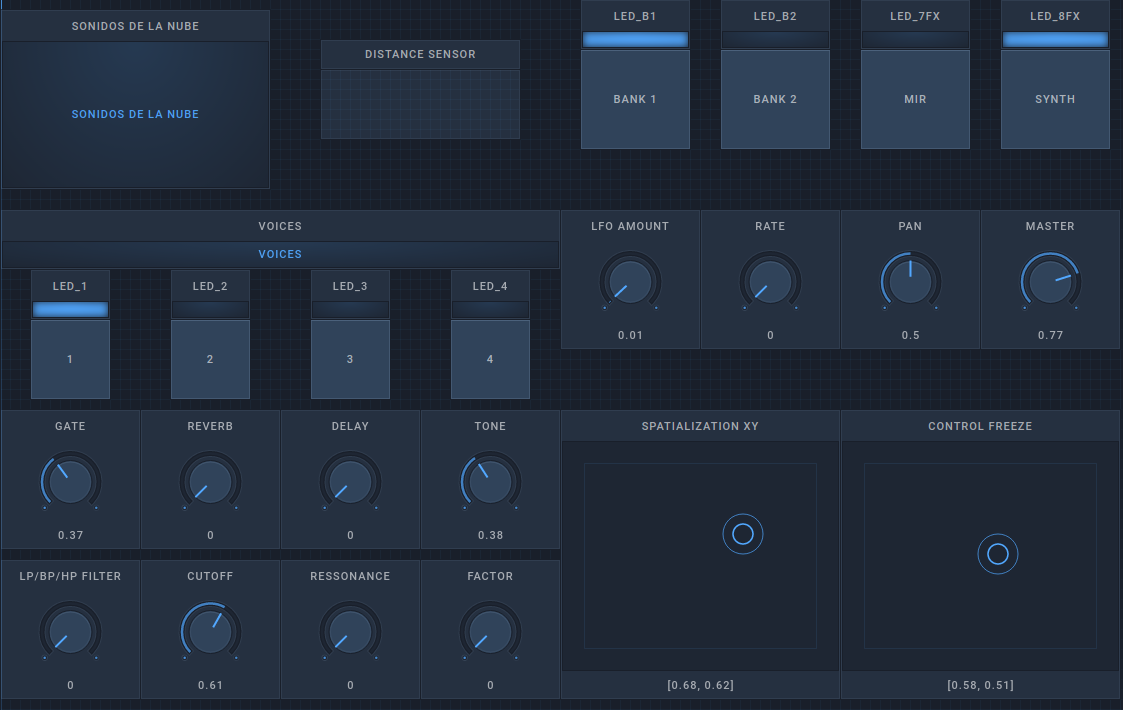 SONIDOS DE LA NUBE
SONIDOS DE LA NUBE
DISTANCE SENSOR
LED_B1
BANK 1
LED_B2
BANK 2
LED_7FX
MIR
LED_8FX
SYNTH
VOICES
VOICES
LED_1
1
LED_2
2
LED_3
3
LED_4
4
LFO AMOUNT
0.01
RATE
0
PAN
0.5
MASTER
0.77
GATE
0.37
REVERB
0
DELAY
0
TONE
0.38
LP/BP/HP FILTER
0
CUTOFF
0.61
RESSONANCE
0
FACTOR
0
SPATIALIZATION XY
[0.68, 0.62]
CONTROL FREEZE
[0.58, 0.51]